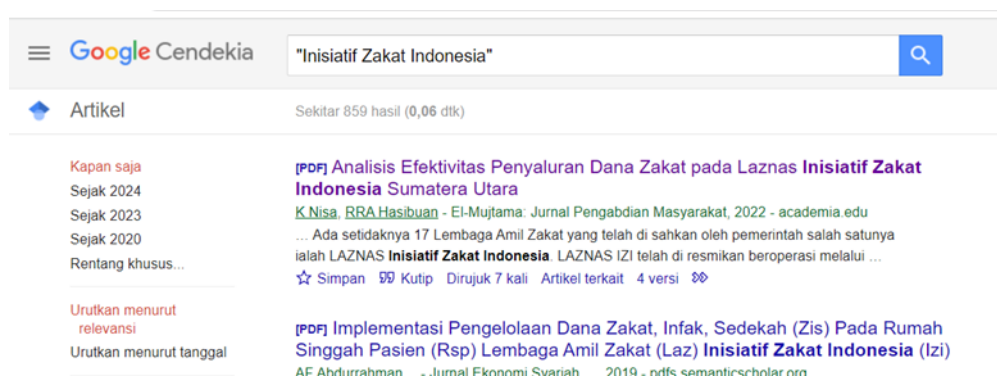 Google Cendekia
"Inisiatif Zakat Indonesia"
Artikel
Sekitar 859 hasil (0,06 dtk)
Kapan saja
Sejak 2024
Sejak 2023
Sejak 2020
Rentang khusus...
Urutkan menurut
relevansi
Urutkan menurut tanggal
[PDF] Analisis Efektivitas Penyaluran Dana Zakat pada Laznas Inisiatif Zakat
Indonesia Sumatera Utara
K Nisa, RRA Hasibuan - El-Mujtama: Jurnal Pengabdian Masyarakat, 2022 - academia.edu
... Ada setidaknya 17 Lembaga Amil Zakat yang telah di sahkan oleh pemerintah salah satunya
ialah LAZNAS Inisiatif Zakat Indonesia. LAZNAS IZI telah di resmikan beroperasi melalui ...
Simpan Kutip Dirujuk 7 kali Artikel terkait 4 versi
[PDF] Implementasi Pengelolaan Dana Zakat, Infak, Sedekah (Zis) Pada Rumah
Singgah Pasien (Rsp) Lembaga Amil Zakat (Laz) Inisiatif Zakat Indonesia (Izi)
AF Abdurrahman... - Jurnal Ekonomi Syariah ..., 2019 - pdfs.semanticscholar.org